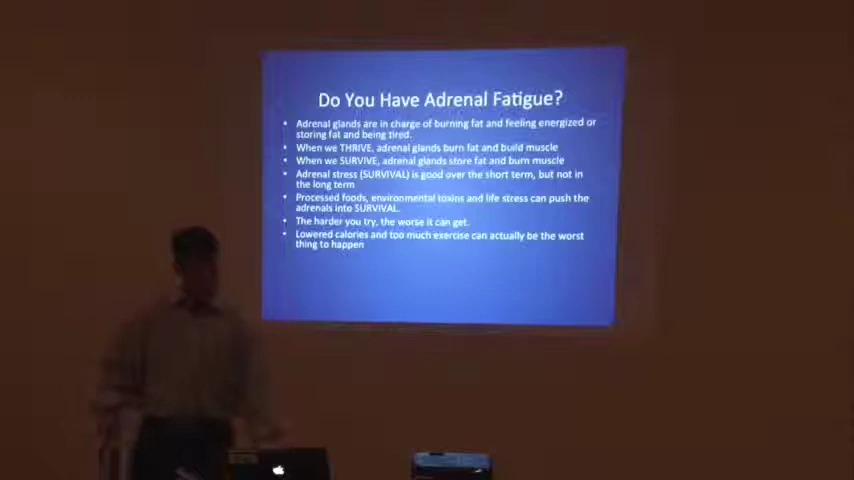 Do You Have Adrenal Fatigue?
• Adrenal glands are in charge of burning fat and feeling energized or
storing fat and being tired.
• When we THRIVE, adrenal glands burn fat and build muscle
• When we SURVIVE, adrenal glands store fat and burn muscle
• Adrenal stress (SURVIVAL) is good over the short term, but not in
the long term
• Processed foods, environmental toxins and life stress can push the
adrenals into SURVIVAL.
• The harder you try, the worse it can get.
• Lowered calories and too much exercise can actually be the worst
thing to happen